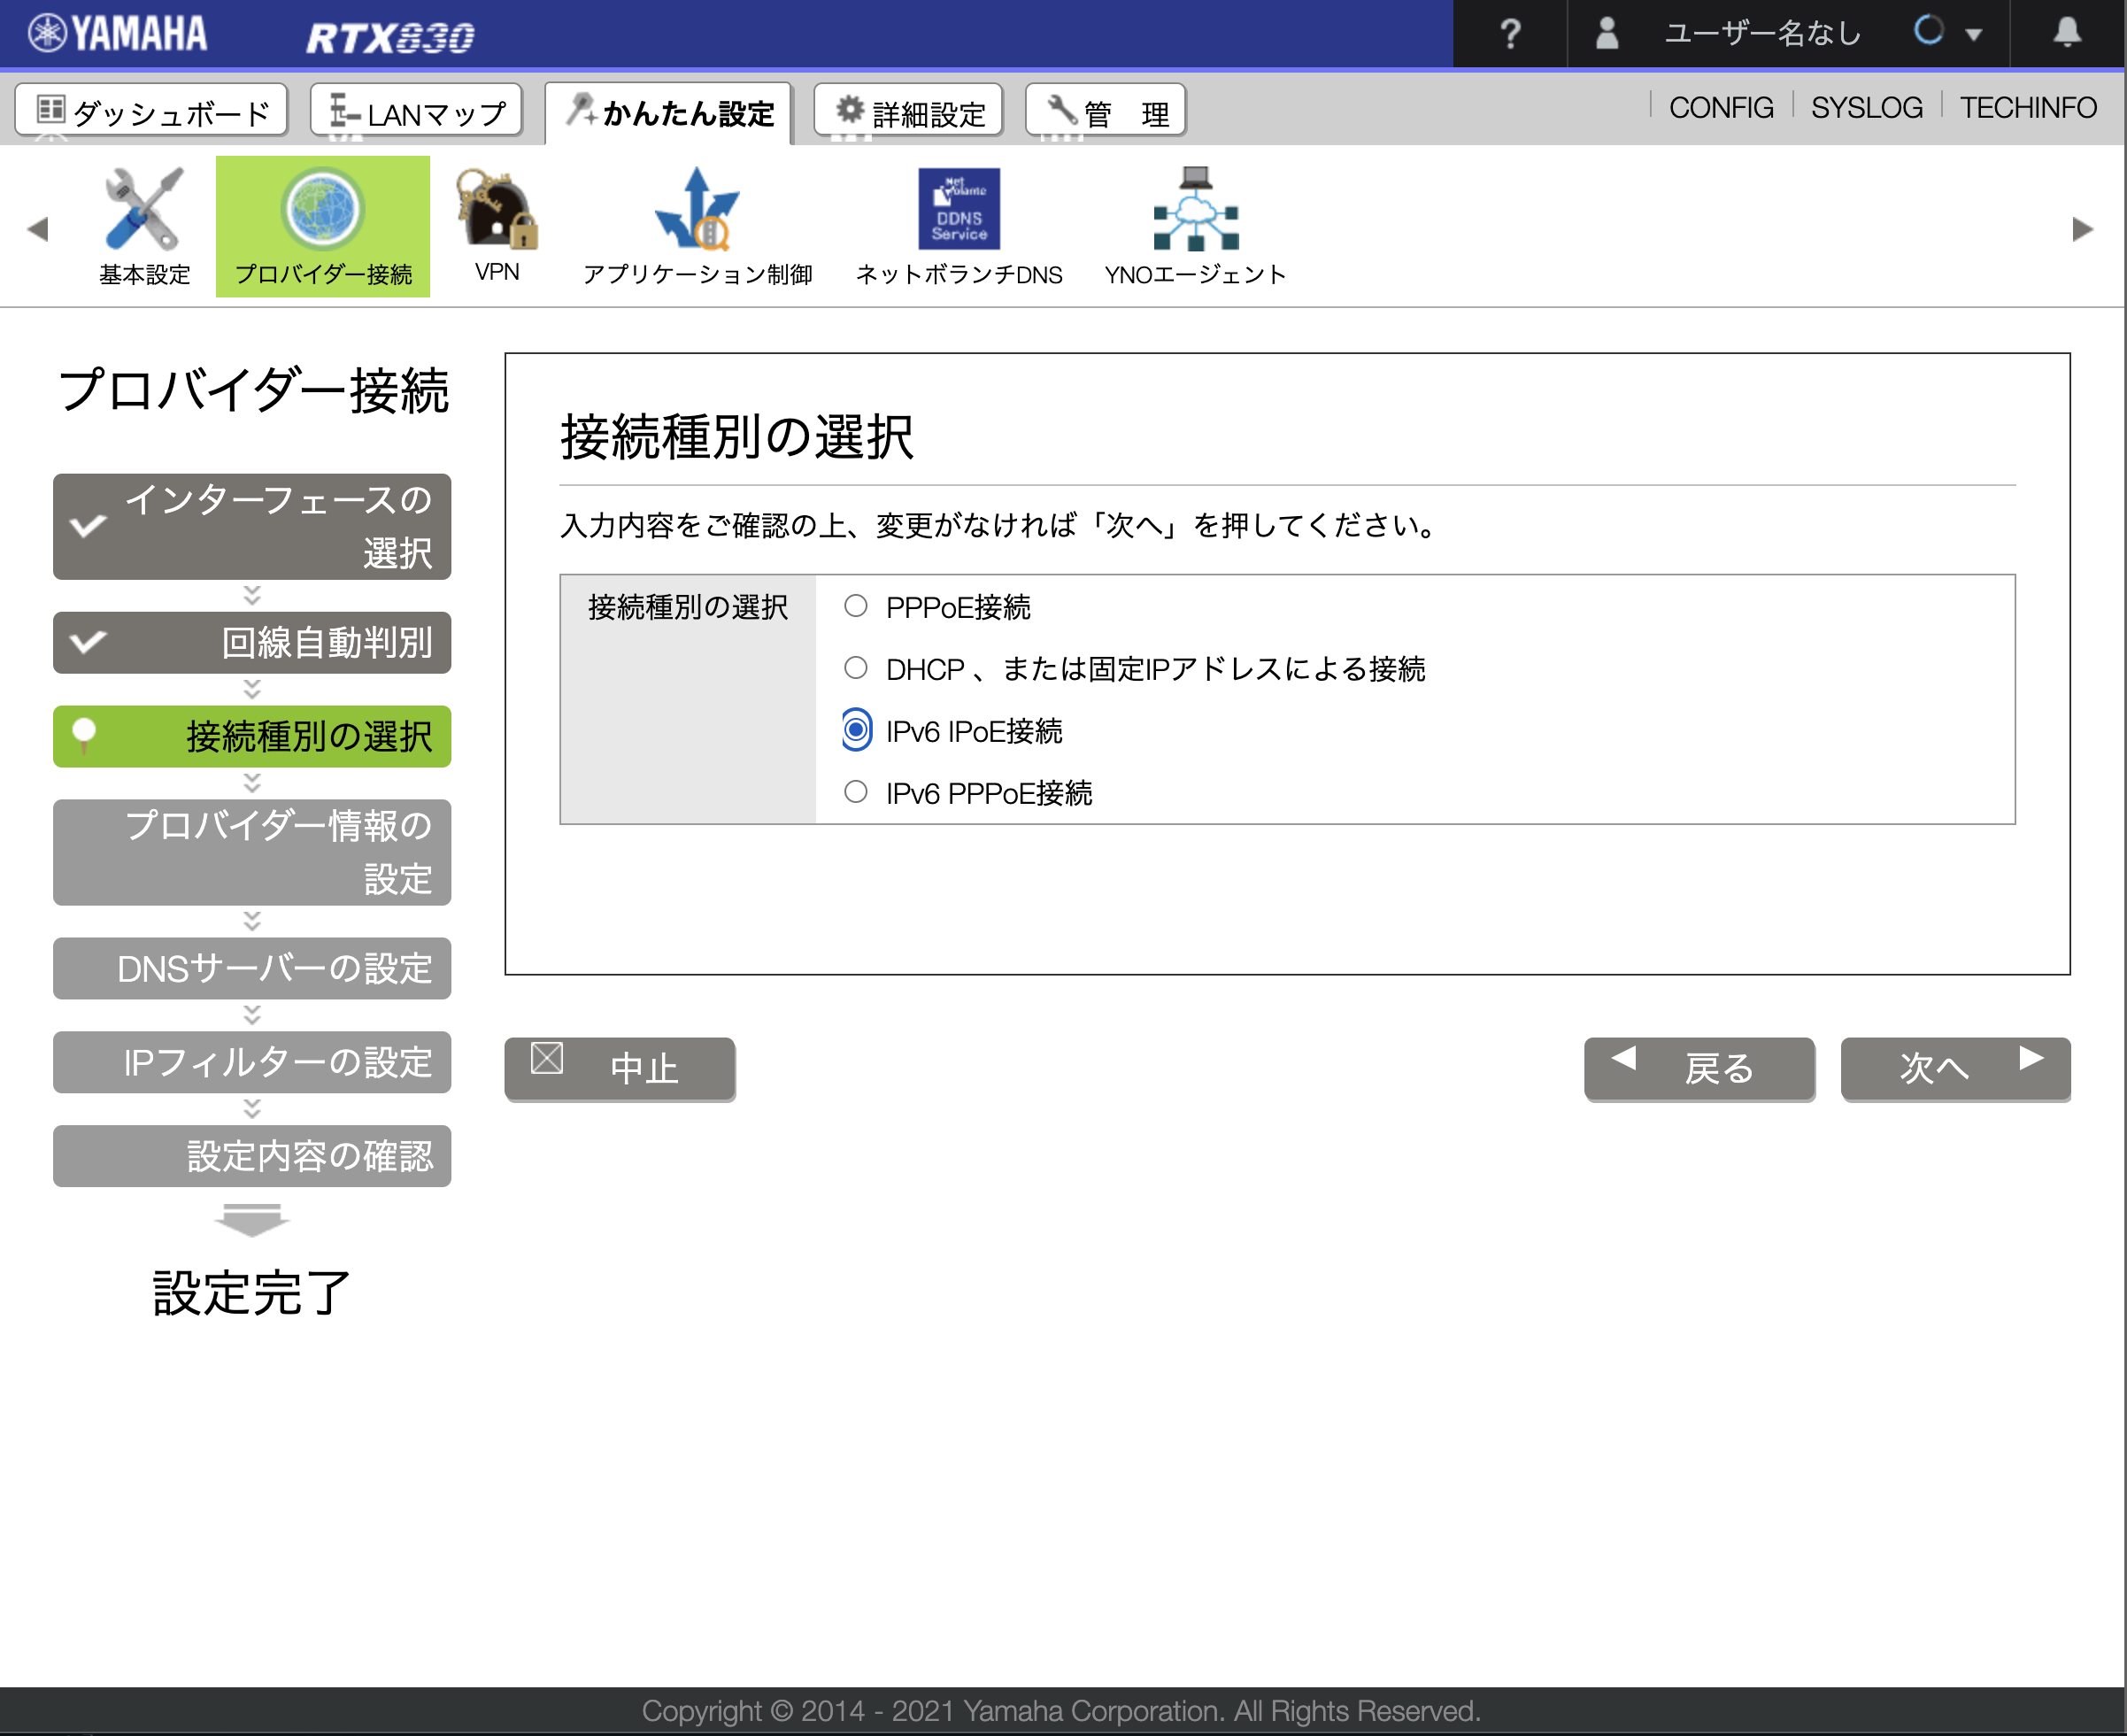 YAMAHA RTX830 ? ユーザー名なし
ダッシュボード LANマップ かんたん設定 詳細設定 管 理 CONFIG SYSLOG TECHINFO
Net Volante DDNS Service
基本設定 プロバイダー接続 VPN アプリケーション制御 ネットボランチDNS YNOエージェント
プロバイダー接続
インターフェースの
選択
回線自動判別
接続種別の選択
プロバイダー情報の
設定
DNSサーバーの設定
IPフィルターの設定
設定内容の確認
設定完了
接続種別の選択
入力内容をご確認の上、変更がなければ「次へ」を押してください。
接続種別の選択
PPPoE接続
DHCP 、または固定IPアドレスによる接続
IPv6 IPoE接続
IPv6 PPPoE接続
中止 戻る 次へ
Copyright © 2014 - 2021 Yamaha Corporation. All Rights Reserved.